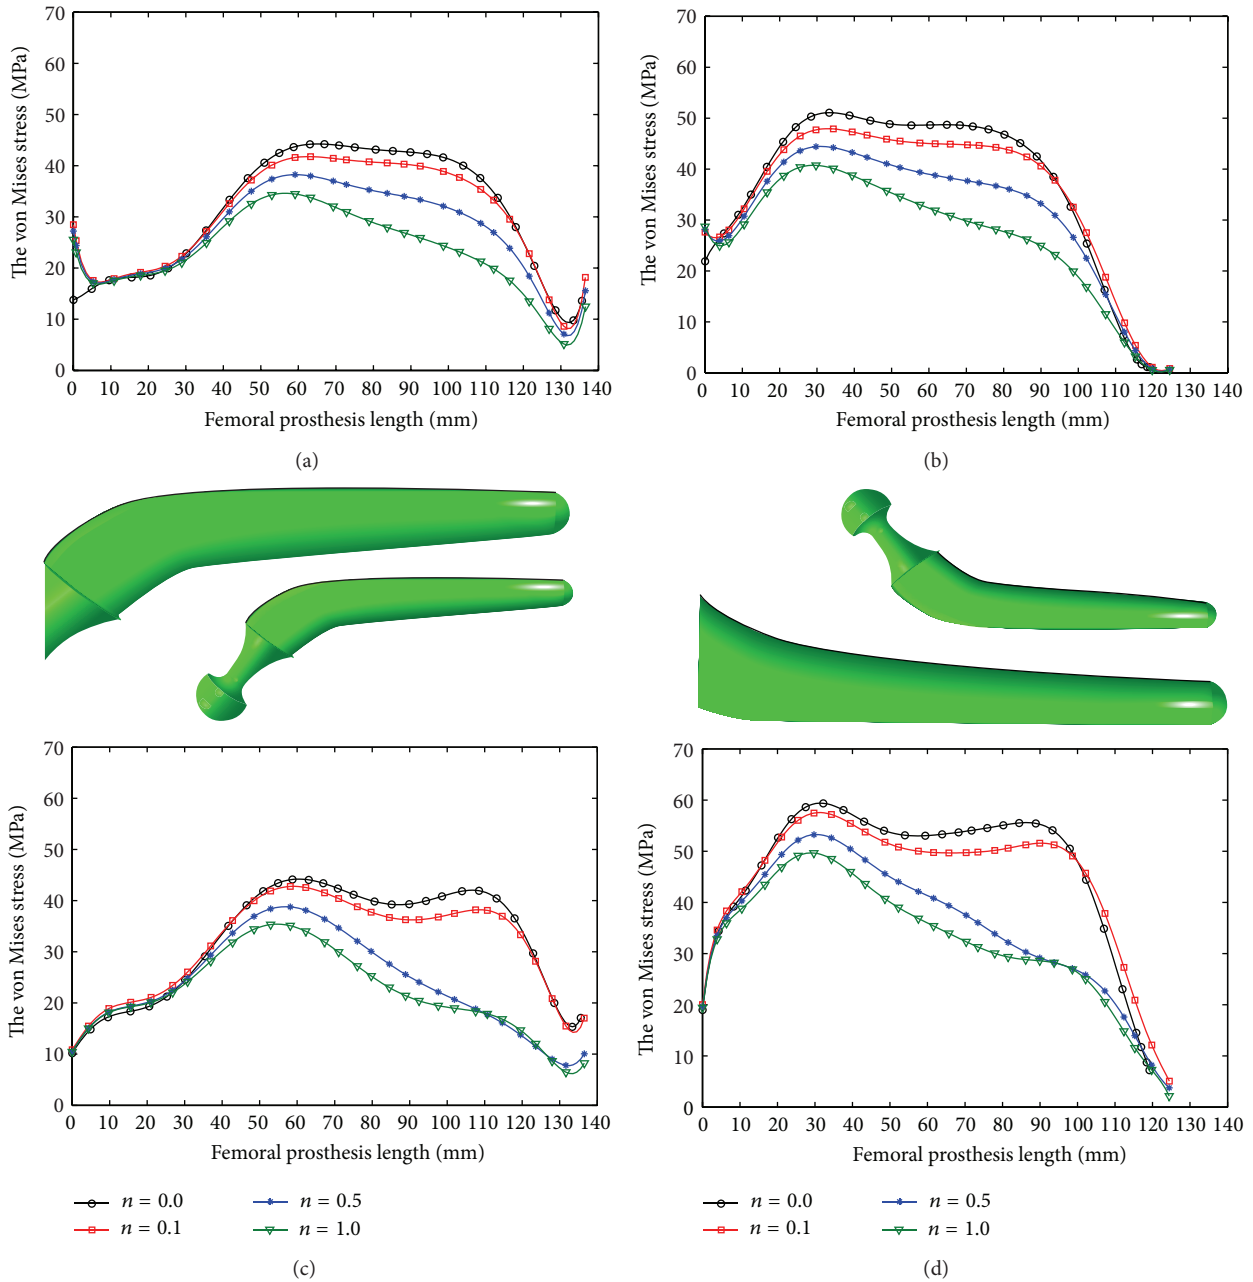 The von Mises stress (MPa)
70
60
50
40
30
20
10
0
0 10 20 30 40 50 60 70 80 90 100 110 120 130 140
Femoral prosthesis length (mm)
(a)
The von Mises stress (MPa)
70
60
50
40
30
20
10
0
0 10 20 30 40 50 60 70 80 90 100 110 120 130 140
Femoral prosthesis length (mm)
(b)
The von Mises stress (MPa)
70
60
50
40
30
20
10
0
0 10 20 30 40 50 60 70 80 90 100 110 120 130 140
Femoral prosthesis length (mm)
n = 0.0
n = 0.5
n = 0.1
n = 1.0
(c)
The von Mises stress (MPa)
70
60
50
40
30
20
10
0
0 10 20 30 40 50 60 70 80 90 100 110 120 130 140
Femoral prosthesis length (mm)
n = 0.0
n = 0.5
n = 0.1
n = 1.0
(d)